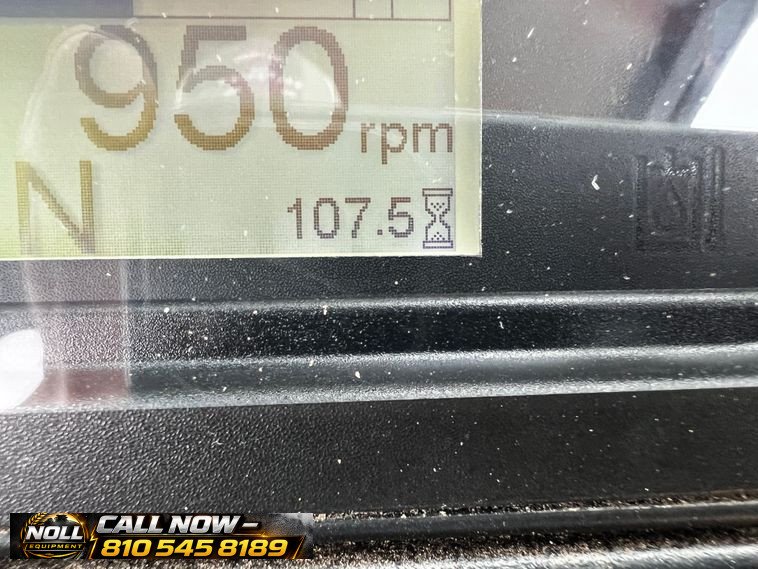 950 rpm
N
107.5
NOLL
EQUIPMENT
CALL NOW –
810 545 8189